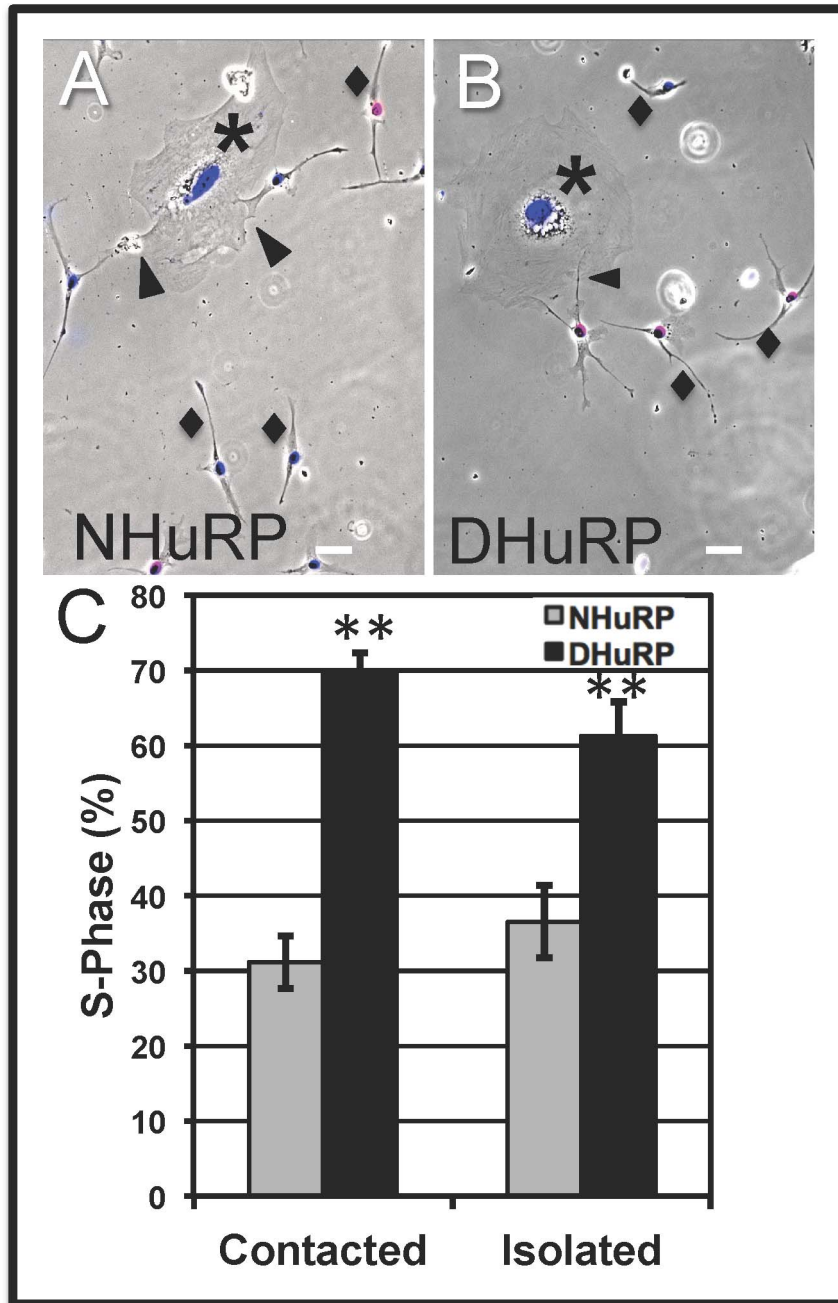 A
*
NHuRP
B
*
DHuRP
C
S-Phase (%)
80
70
60
50
40
30
20
10
0
NHuRP
DHuRP
**
**
Contacted
Isolated